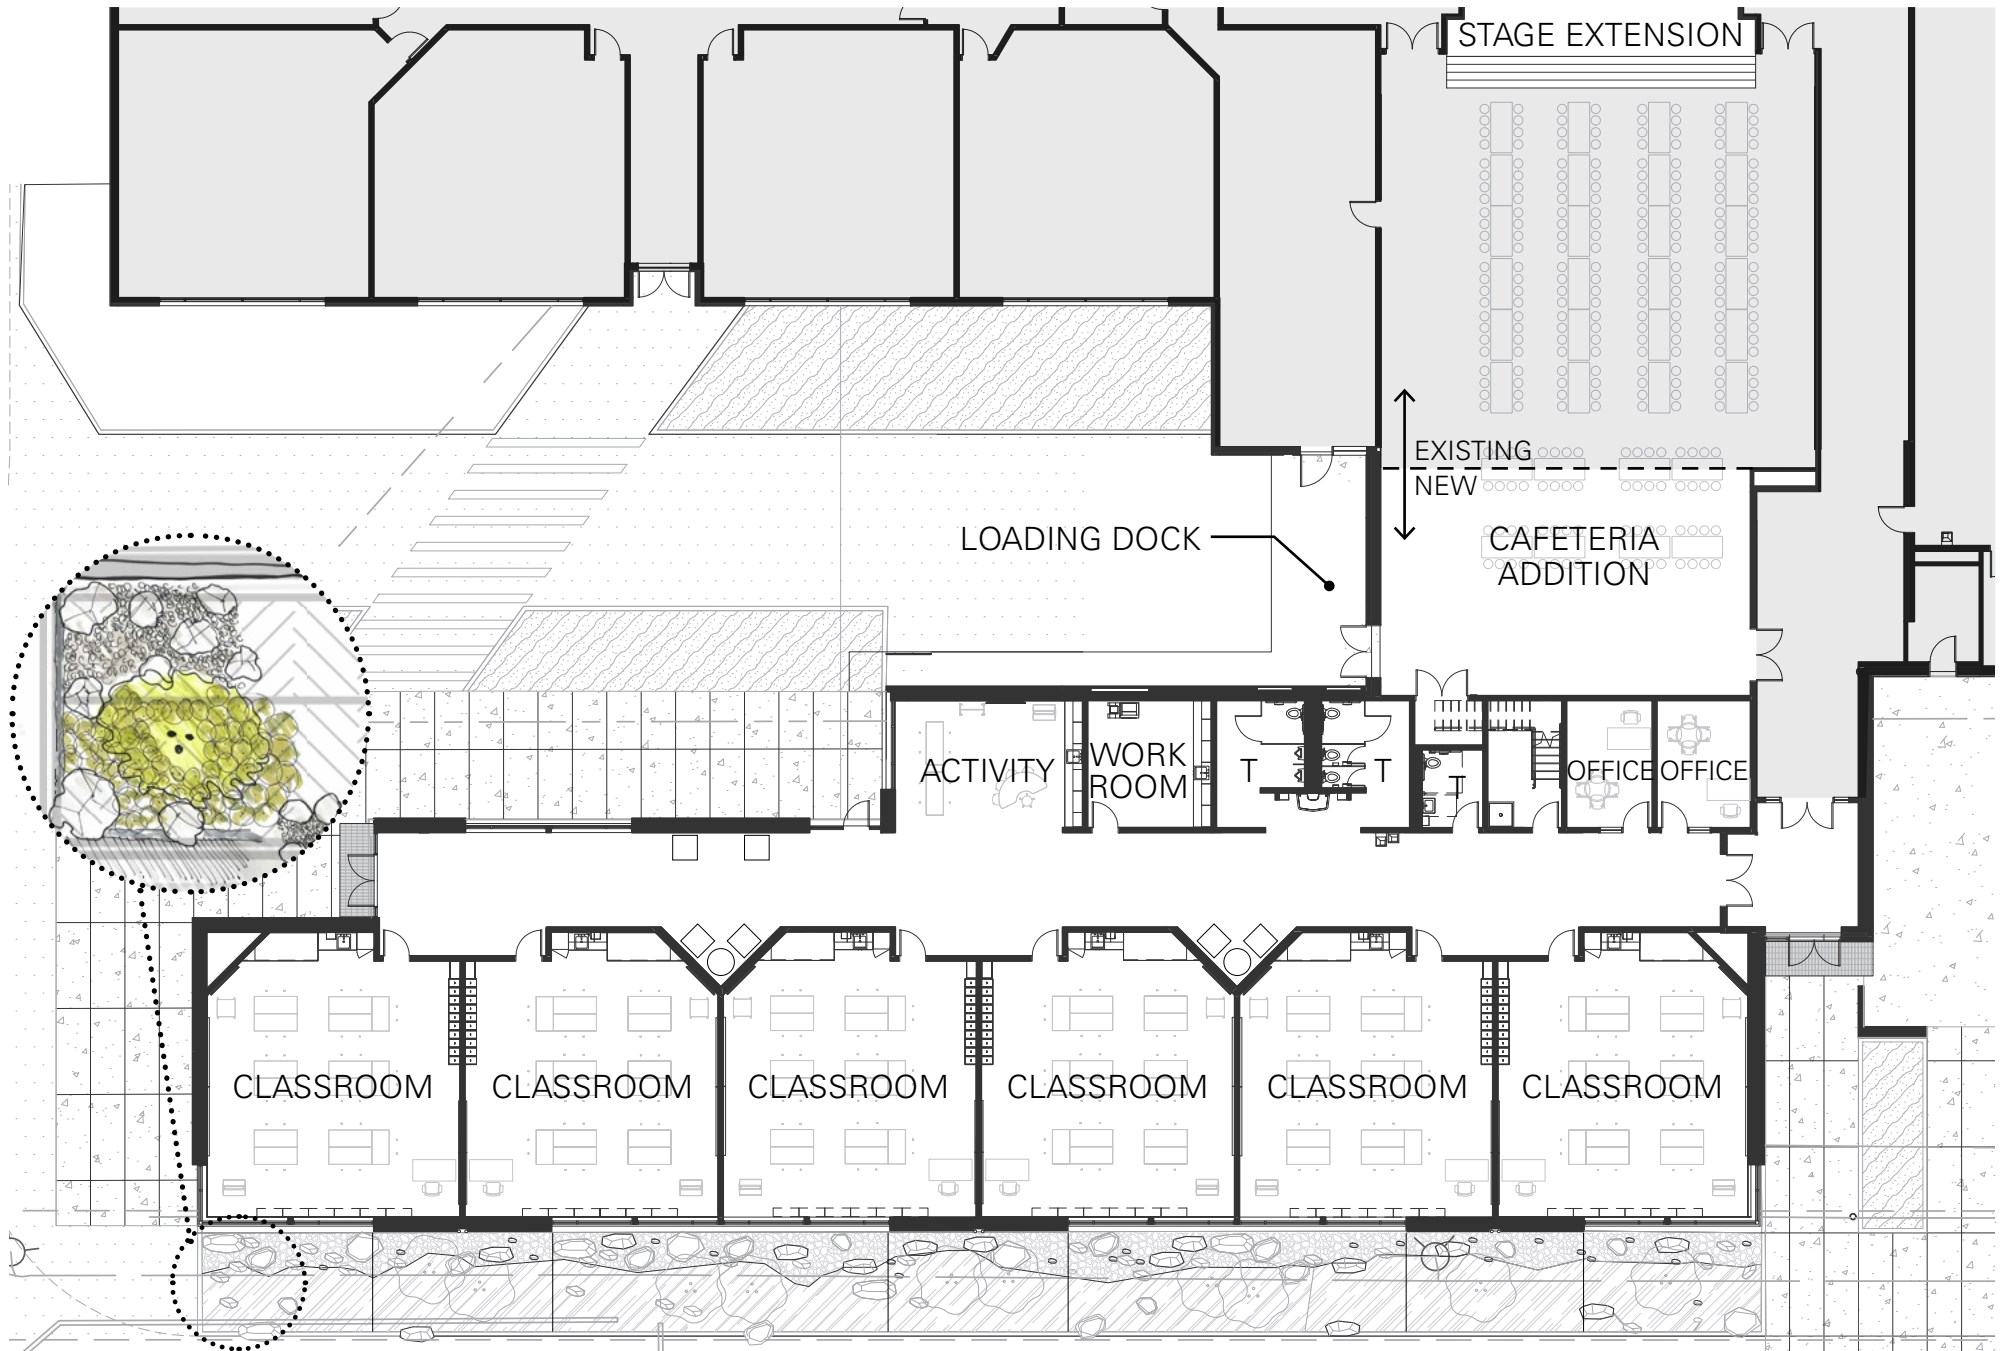 STAGE EXTENSION
EXISTING
NEW
LOADING DOCK
CAFETERIA
ADDITION
ACTIVITY
WORK
ROOM
T
T
T
OFFICE
OFFICE
CLASSROOM
CLASSROOM
CLASSROOM
CLASSROOM
CLASSROOM
CLASSROOM